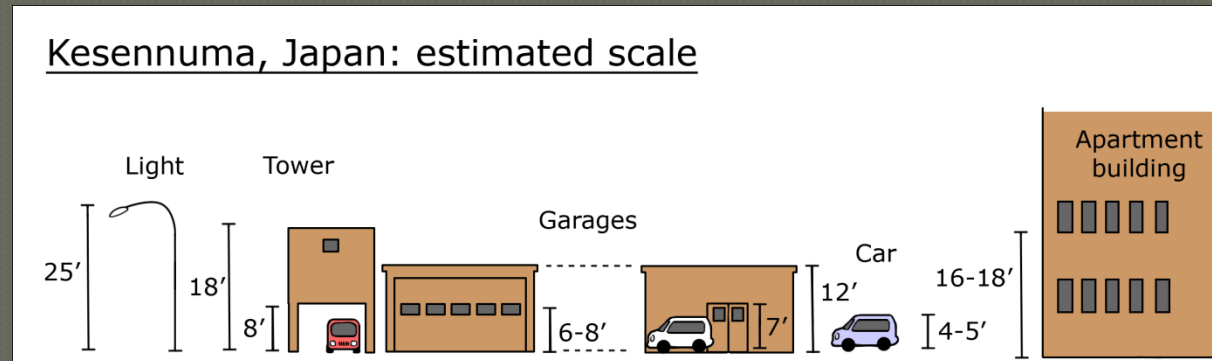 Kesennuma, Japan: estimated scale
Light
Tower
Garages
Car
Apartment
building
25′
18′
8′
6-8′
7′
12′
4-5′
16-18′